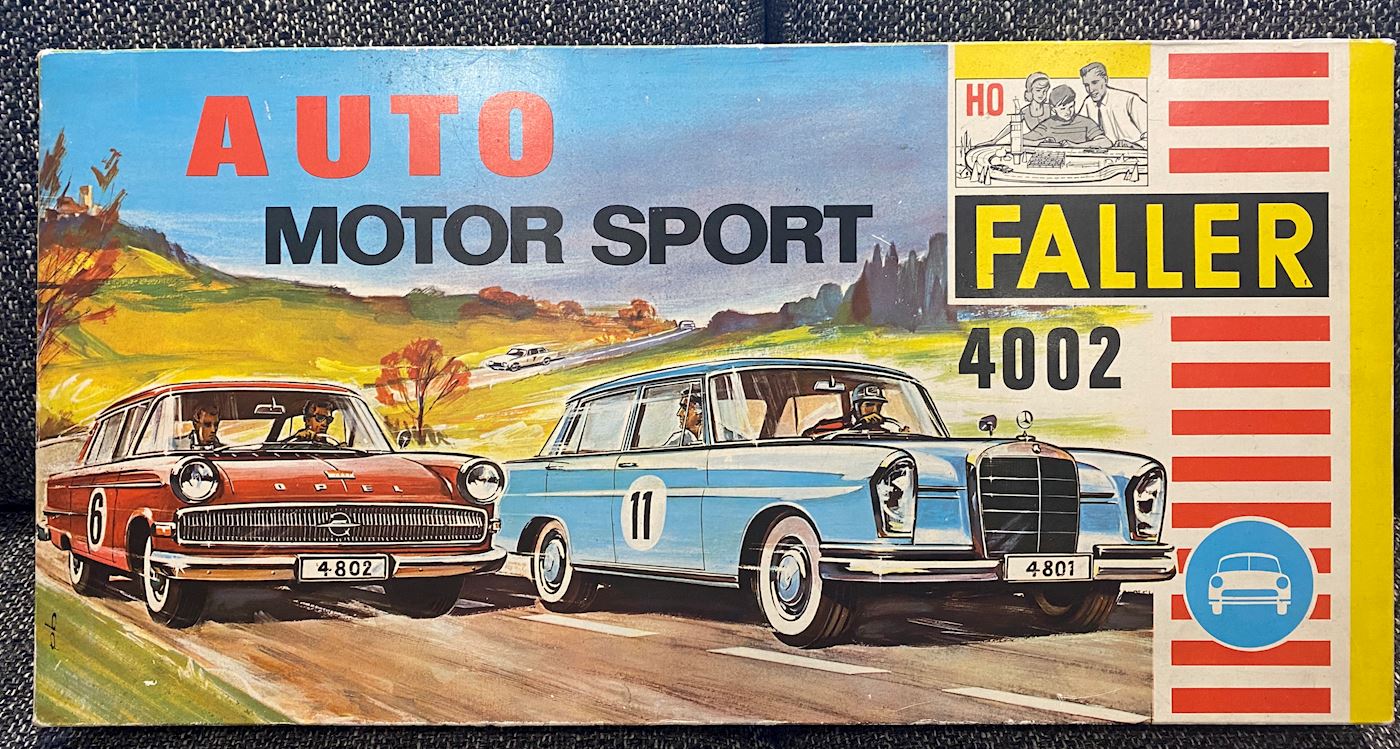 AUTO
MOTOR SPORT
HO
FALLER
4002
6
OPEL
4802
11
4801